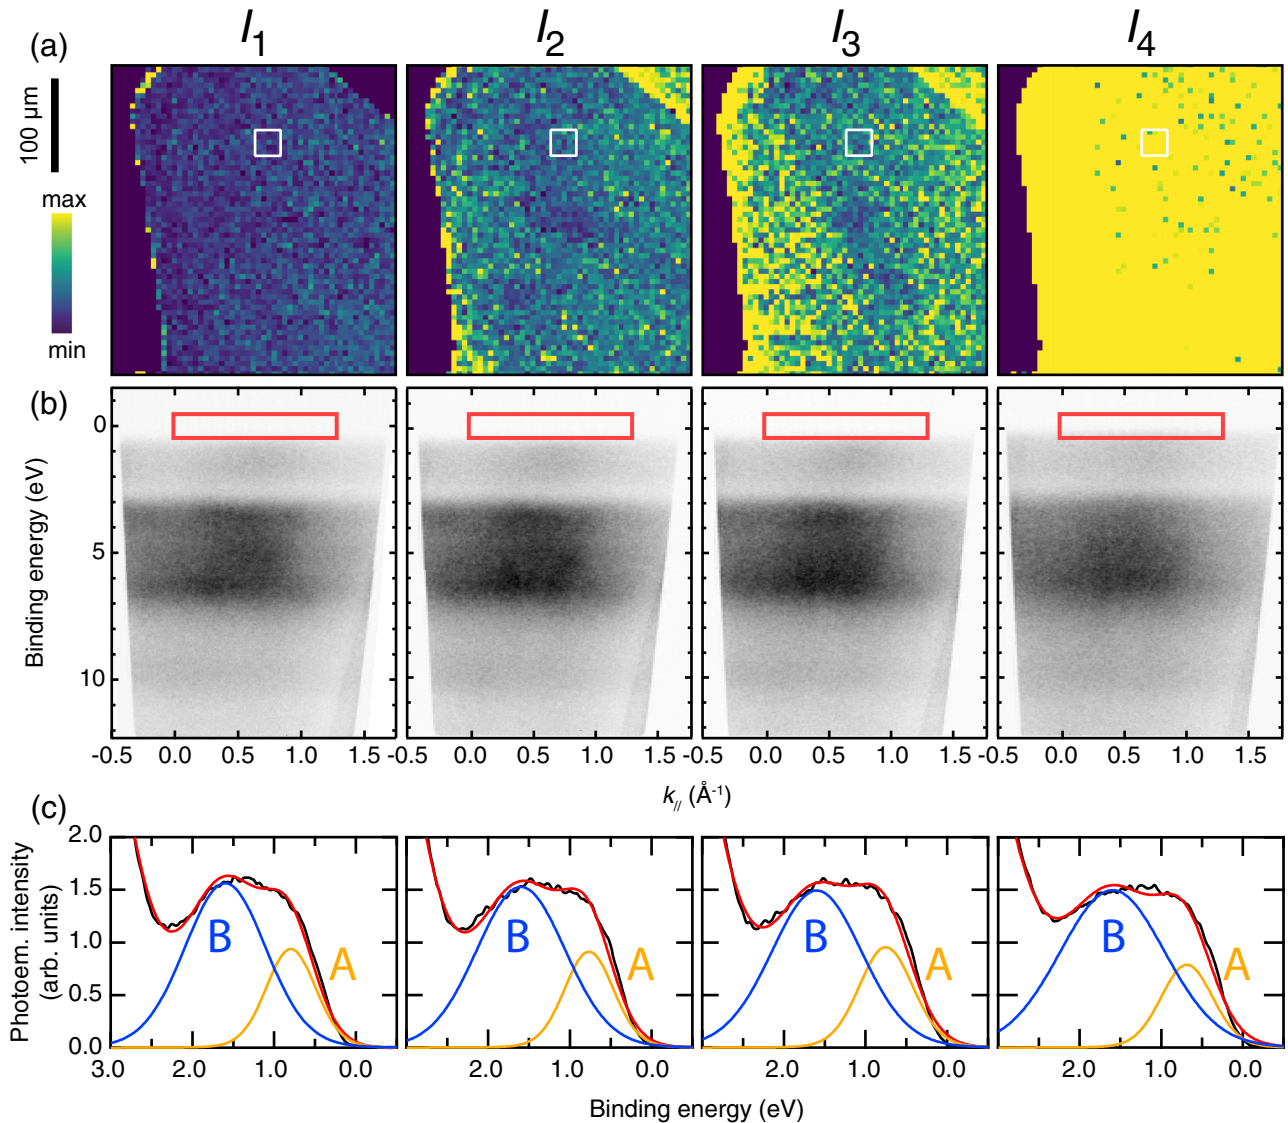 I1 I2 I3 I4
(a)
100 μm
max
min
(b)
Binding energy (eV)
0
5
10
-0.5 0.0 0.5 1.0 1.5 -0.5 0.0 0.5 1.0 1.5 -0.5 0.0 0.5 1.0 1.5 -0.5 0.0 0.5 1.0 1.5
k// (Å-1)
(c)
Photoem. intensity
(arb. units)
2.0
1.5
1.0
0.5
0.0
B A B A B A B A
3.0 2.0 1.0 0.0 2.0 1.0 0.0 2.0 1.0 0.0 2.0 1.0 0.0
Binding energy (eV)